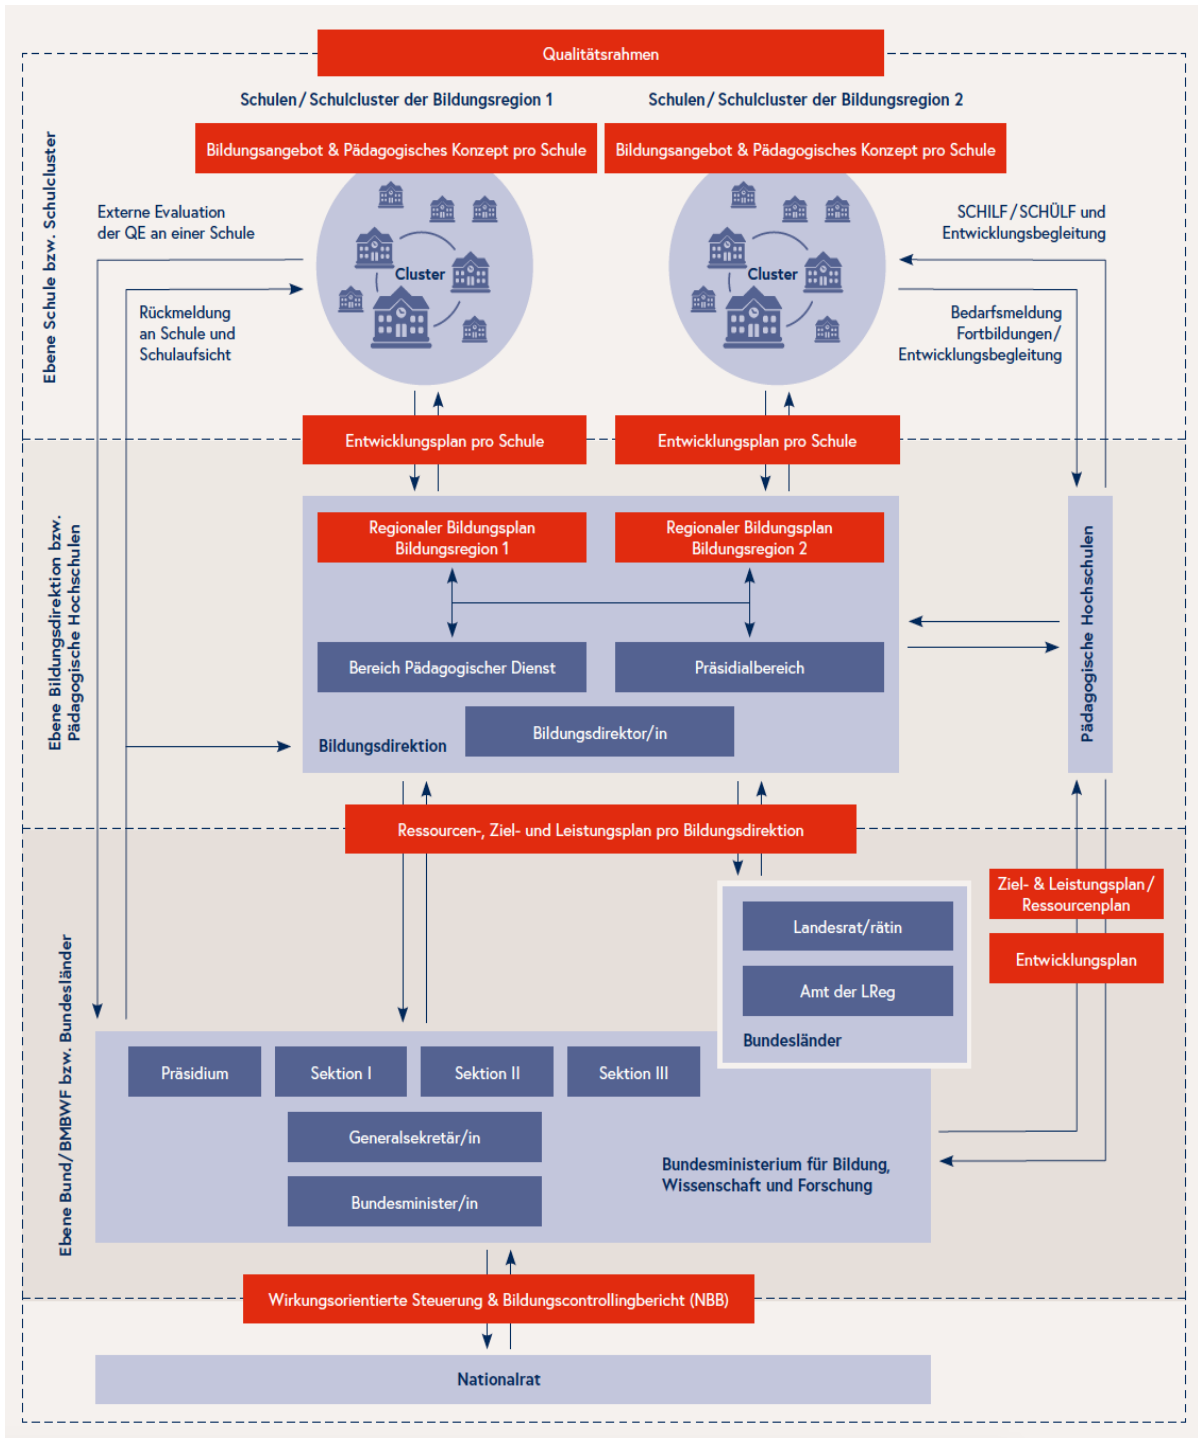 Qualitätsrahmen
Schulen/Schulcluster der Bildungsregion 1
Schulen/Schulcluster der Bildungsregion 2
Bildungsangebot & Pädagogisches Konzept pro Schule
Bildungsangebot & Pädagogisches Konzept pro Schule
Ebene Schule bzw. Schulcluster
Externe Evaluation
der QE an einer Schule
Cluster
Cluster
SCHILF/SCHÜLF und
Entwicklungsbegleitung
Rückmeldung
an Schule und
Schulaufsicht
Bedarfsmeldung
Fortbildungen/
Entwicklungsbegleitung
Entwicklungsplan pro Schule
Entwicklungsplan pro Schule
Ebene Bildungsdirektion bzw.
Pädagogische Hochschulen
Regionaler Bildungsplan
Bildungsregion 1
Regionaler Bildungsplan
Bildungsregion 2
Bereich Pädagogischer Dienst
Präsidialbereich
Bildungsdirektor/in
Bildungsdirektion
Pädagogische Hochschulen
Ressourcen-, Ziel- und Leistungsplan pro Bildungsdirektion
Ebene Bund/BMBWF bzw. Bundesländer
Ziel- & Leistungsplan/
Ressourcenplan
Entwicklungsplan
Landesrat/rätin
Amt der LReg
Bundesländer
Präsidium
Sektion I
Sektion II
Sektion III
Generalsekretär/in
Bundesminister/in
Bundesministerium für Bildung,
Wissenschaft und Forschung
Wirkungsorientierte Steuerung & Bildungscontrollingbericht (NBB)
Nationalrat